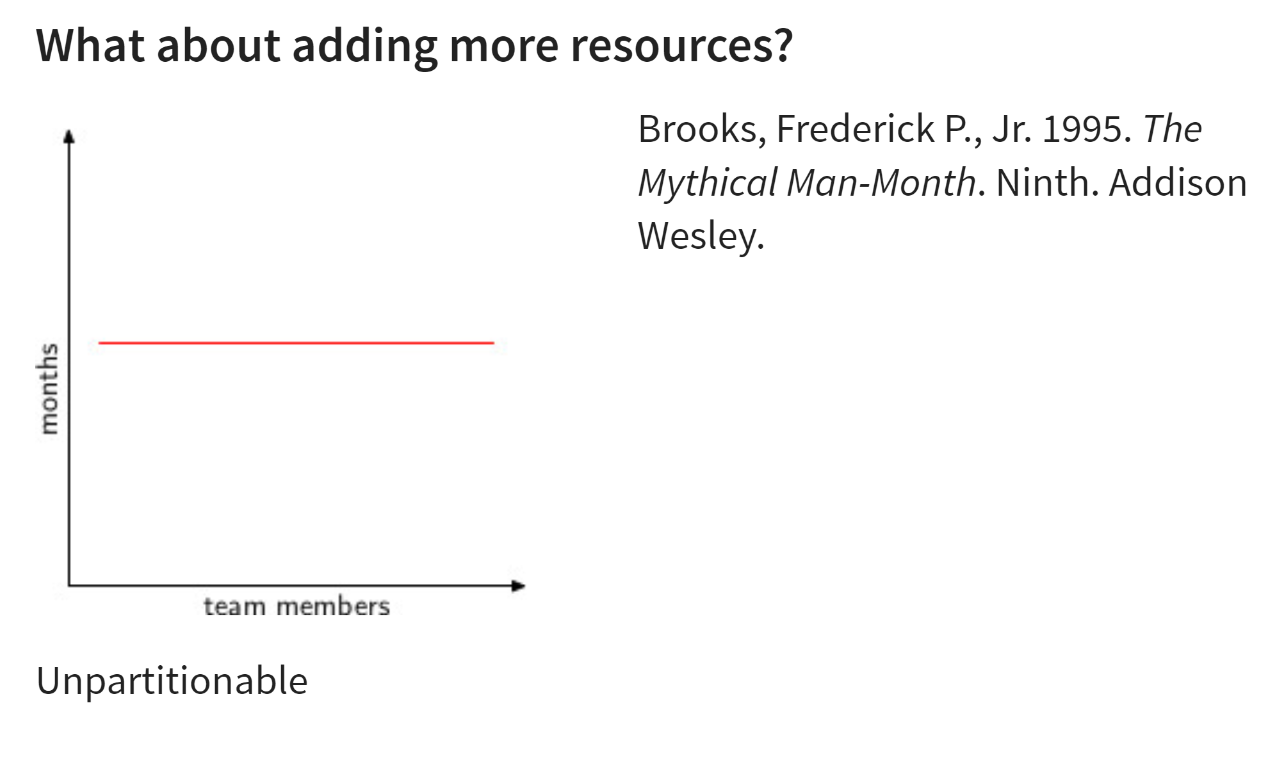 What about adding more resources?
Brooks, Frederick P., Jr. 1995. The
Mythical Man-Month. Ninth. Addison
Wesley.
months
team members
Unpartitionable